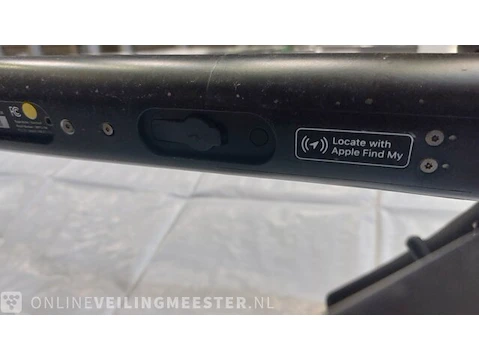 Locate with
Apple Find My
ONLINEVEILINGMEESTER.NL